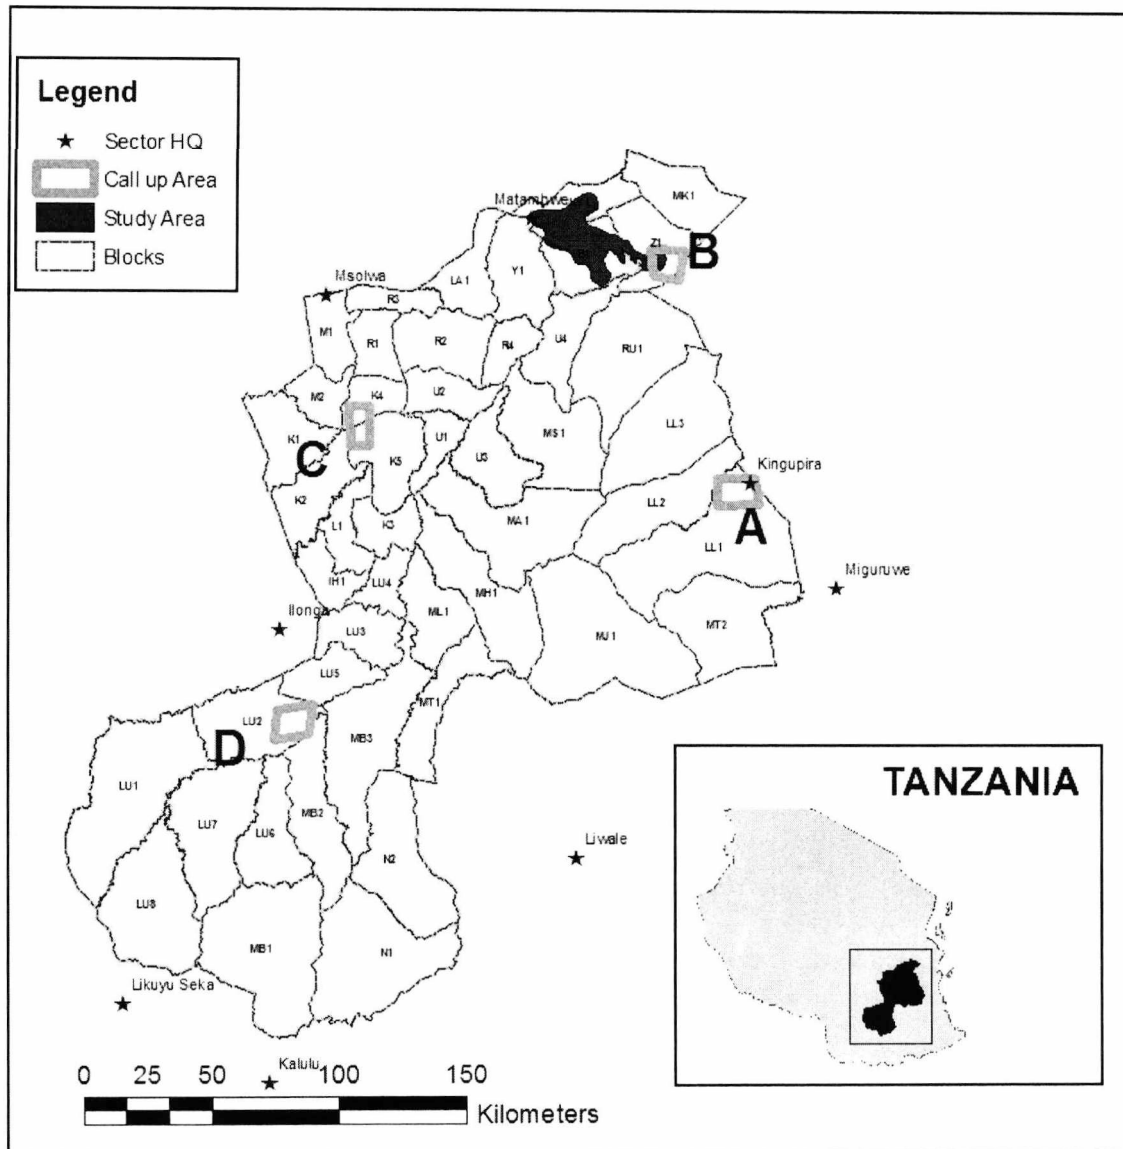 Legend
Sector HQ
Call up Area
Study Area
Blocks
MK1
Matambwe
Z1
B
Msolwa
LA1
Y1
R3
M1
R1
R2
R4
U4
RU1
M2
K4
U2
K1
C
K5
U1
U3
MS1
LL3
Kingupira
K2
L1
K3
MA1
LL2
A
LL1
IH1
LU4
ML1
MH1
Miguruwe
Ilonga
LU3
MJ1
MT2
LU5
LU2
D
MT1
MB3
LU1
LU7
LU6
MB2
N2
Liwale
LU8
MB1
N1
Likuyu Seka
Kalulu
0 25 50 100 150
Kilometers
TANZANIA